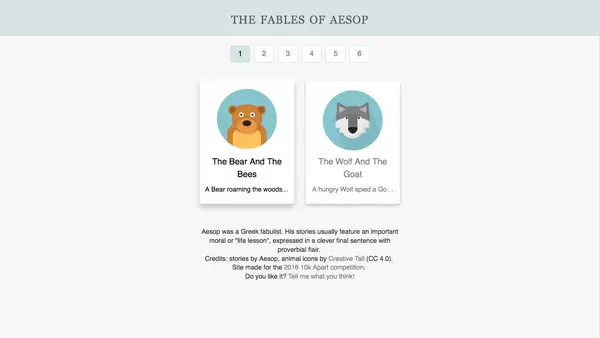 THE FABLES OF AESOP
1 2 3 4 5 6
The Bear And The
Bees
A Bear roaming the woods...
The Wolf And The
Goat
A hungry Wolf spied a Go...
Aesop was a Greek fabulist. His stories usually feature an important
moral or "life lesson", expressed in a clever final sentence with
proverbial flair.
Credits: stories by Aesop, animal icons by Creative Tail (CC 4.0).
Site made for the 2016 10k Apart competition.
Do you like it? Tell me what you think!